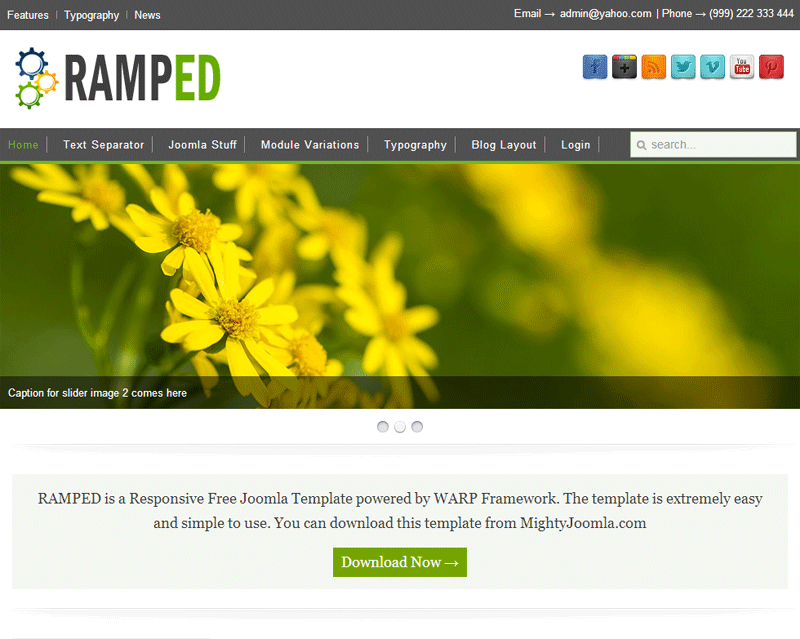 Features | Typography | News
Email → admin@yahoo.com | Phone → (999) 222 333 444
RAMPED
You Tube
Home | Text Separator | Joomla Stuff | Module Variations | Typography | Blog Layout | Login | search...
Caption for slider image 2 comes here
RAMPED is a Responsive Free Joomla Template powered by WARP Framework. The template is extremely easy
and simple to use. You can download this template from MightyJoomla.com
Download Now →